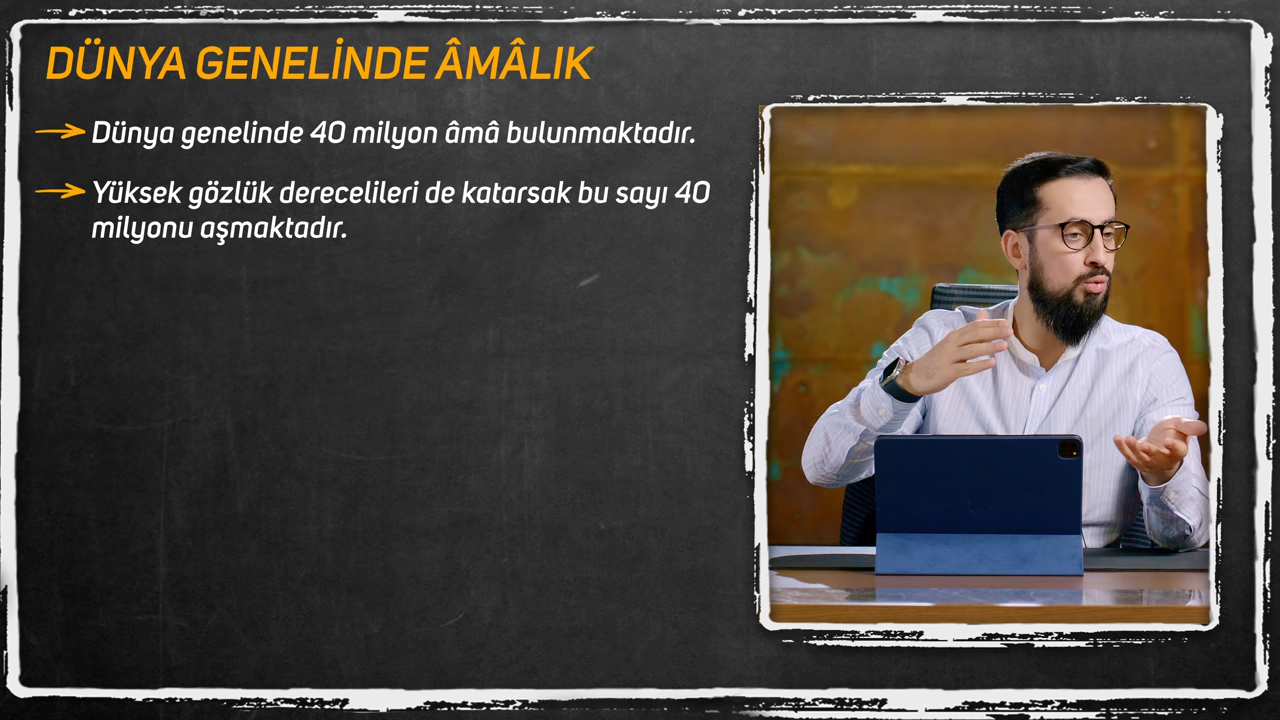 DÜNYA GENELİNDE ÂMÂLIK
Dünya genelinde 40 milyon âmâ bulunmaktadır.
Yüksek gözlük derecelileri de katarsak bu sayı 40
milyonu aşmaktadır.